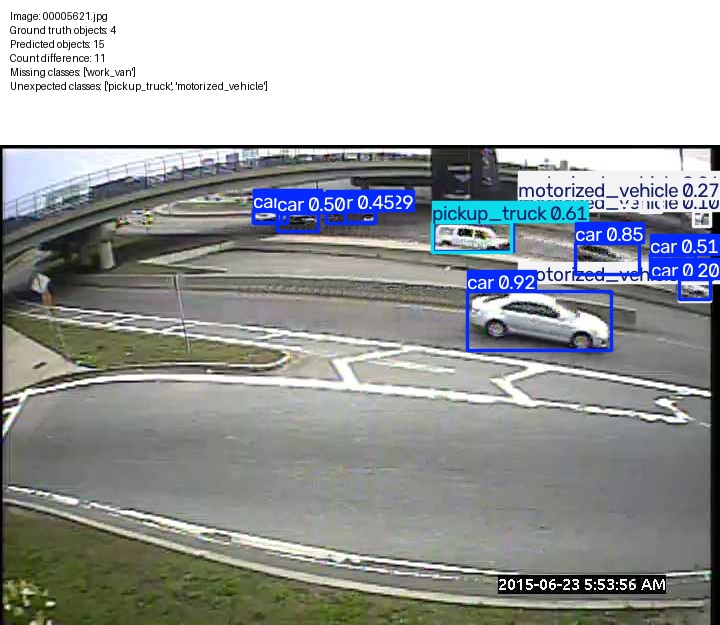 Image: 00005621.jpg
Ground truth objects: 4
Predicted objects: 15
Count difference: 11
Missing classes: ['work_van']
Unexpected classes: ['pickup_truck', 'motorized_vehicle']
motorized_vehicle 0.27
car 0.50
0.45
pickup_truck 0.61
car 0.85
car 0.51
car 0.20
car 0.92
2015-06-23 5:53:56 AM